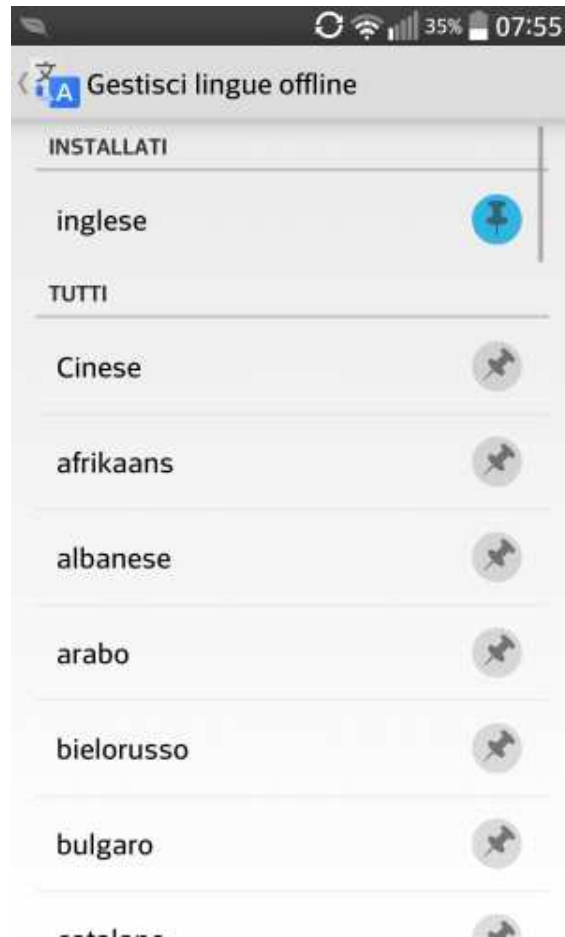 35% 07:55
Gestisci lingue offline
INSTALLATI
inglese
TUTTI
Cinese
afrikaans
albanese
arabo
bielorusso
bulgaro